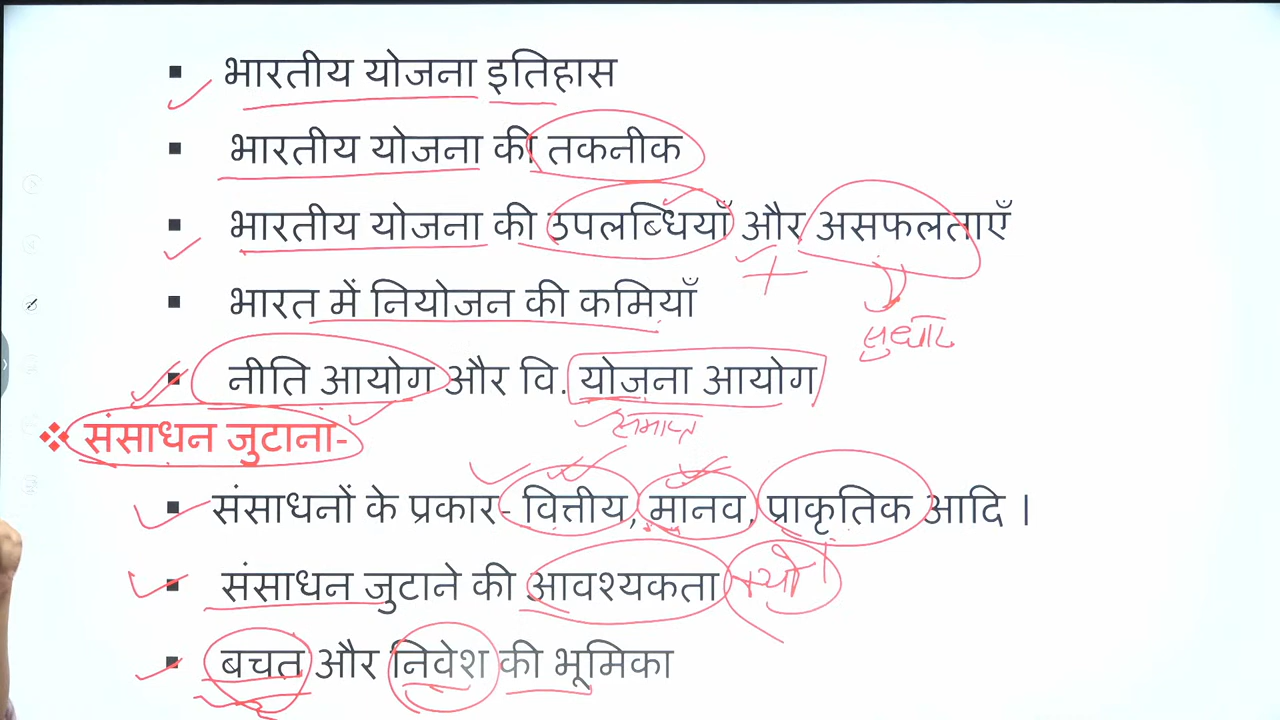 ▪ भारतीय योजना इतिहास
▪ भारतीय योजना की तकनीक
▪ भारतीय योजना की उपलब्धियाँ और असफलताएँ
▪ भारत में नियोजन की कमियाँ
सुधार
▪ नीति आयोग और वि. योजना आयोग
समाप्त
❖ संसाधन जुटाना-
▪ संसाधनों के प्रकार- वित्तीय, मानव, प्राकृतिक आदि ।
▪ संसाधन जुटाने की आवश्यकता क्यों
▪ बचत और निवेश की भूमिका